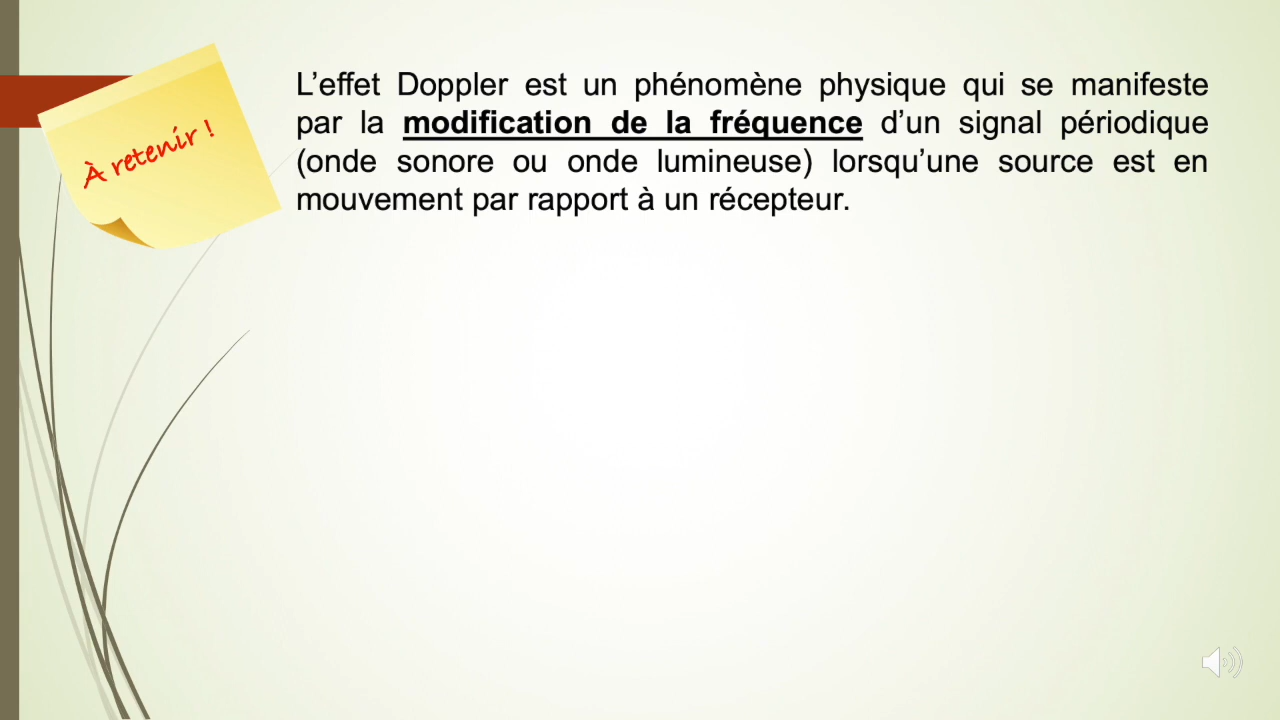 À retenir !
L’effet Doppler est un phénomène physique qui se manifeste
par la modification de la fréquence d’un signal périodique
(onde sonore ou onde lumineuse) lorsqu’une source est en
mouvement par rapport à un récepteur.